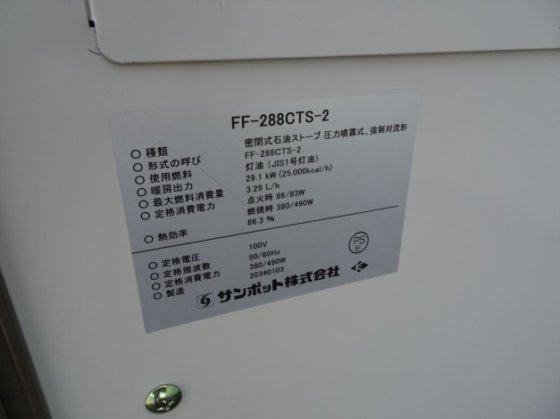 FF-288CTS-2
○ 種類 密閉式石油ストーブ 圧力噴霧式、強制対流形
○ 形式の呼び FF-288CTS-2
○ 使用燃料 灯油 (JIS1号灯油)
○ 暖房出力 29.1 kW (25,000kcal/h)
○ 最大燃料消費量 3.29 L/h
○ 定格消費電力 点火時 86/83W
燃焼時 380/490W
○ 熱効率 86.3 %
○ 定格電圧 100V
○ 定格周波数 50/60Hz
○ 定格消費電力 380/490W
○ 製造 20340103
PS
E
サンポット株式会社